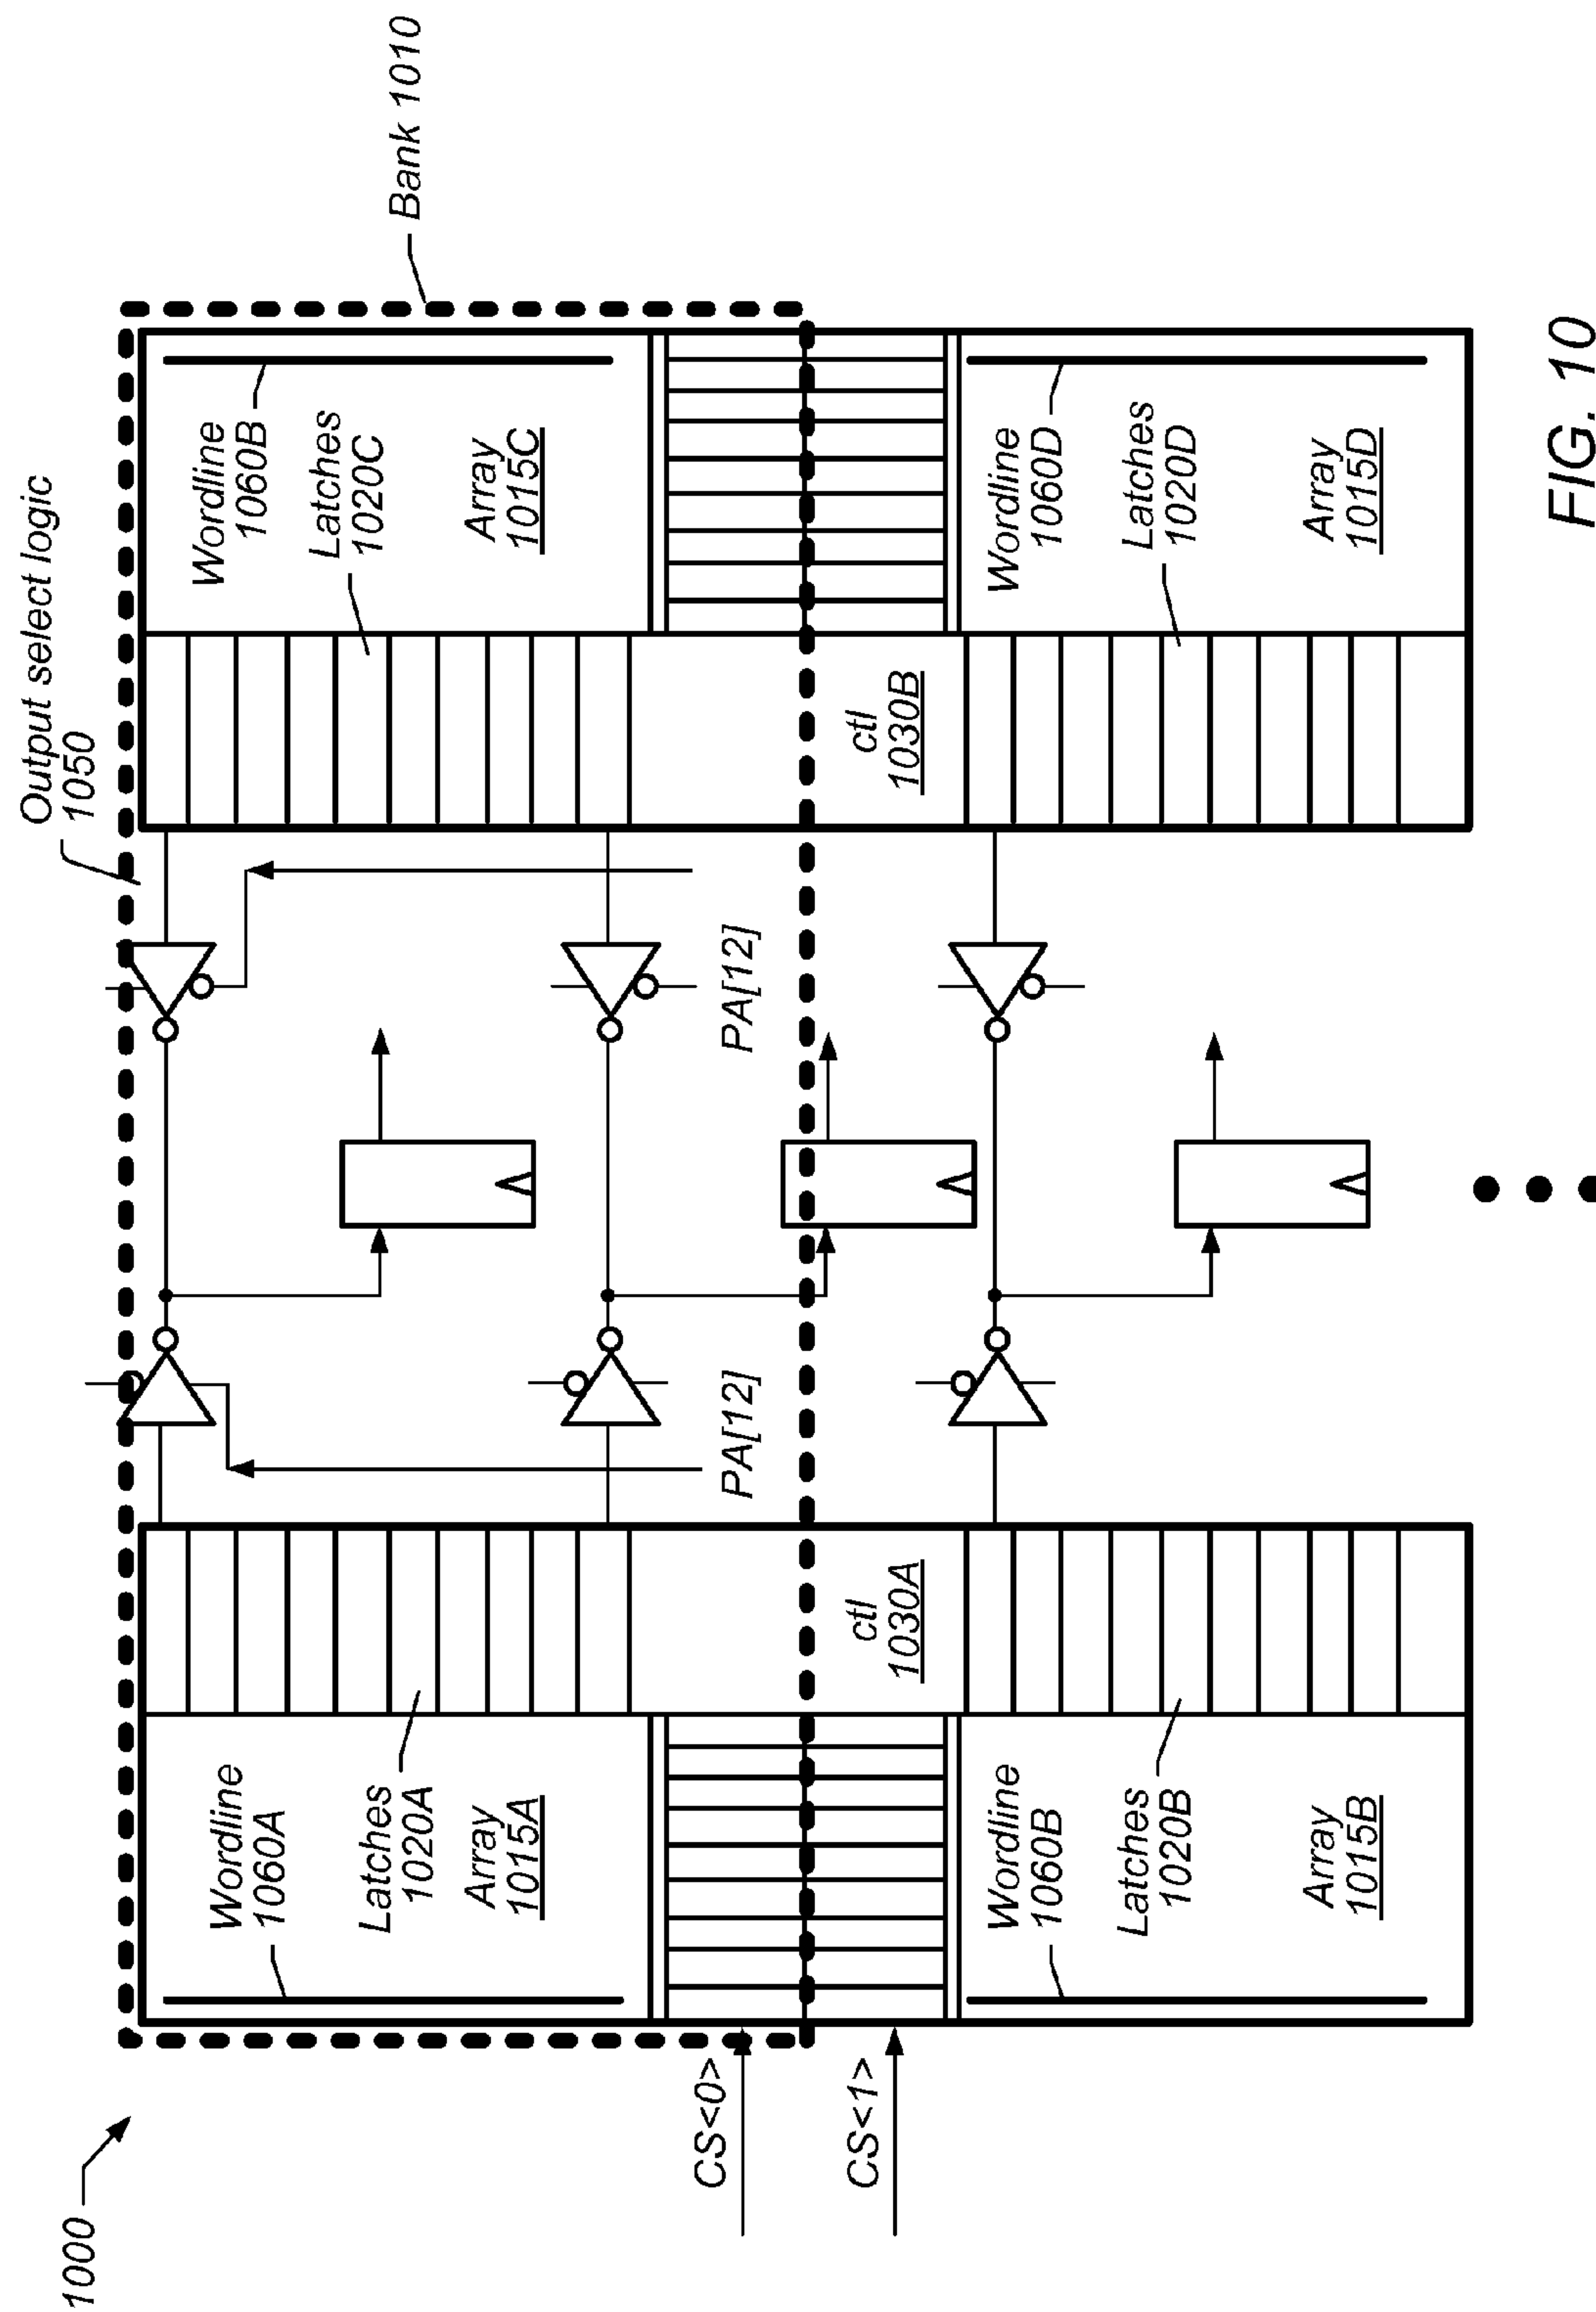 1000
Output select logic
1050
Bank 1010
Wordline
1060A
Latches
1020A
Array
1015A
Wordline
1060B
Latches
1020C
Array
1015C
PA[12]
PA[12]
CS<0>
CS<1>
ctl
1030A
ctl
1030B
Wordline
1060B
Latches
1020B
Array
1015B
Wordline
1060D
Latches
1020D
Array
1015D
FIG. 10